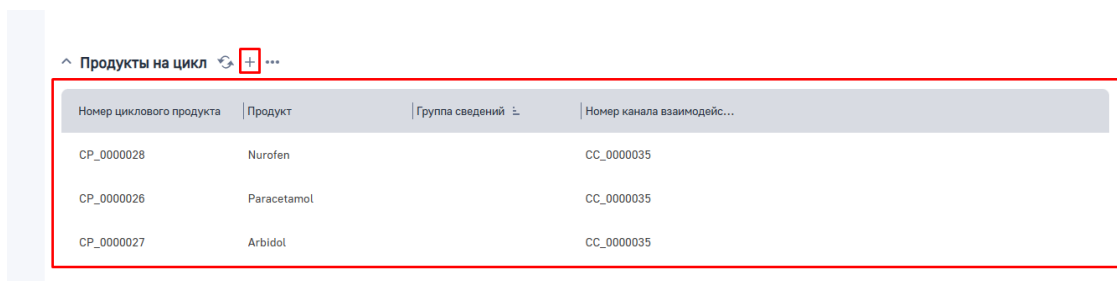 Продукты на цикл
Номер циклового продукта Продукт Группа сведений Номер канала взаимодейс...
CP_0000028 Nurofen CC_0000035
CP_0000026 Paracetamol CC_0000035
CP_0000027 Arbidol CC_0000035